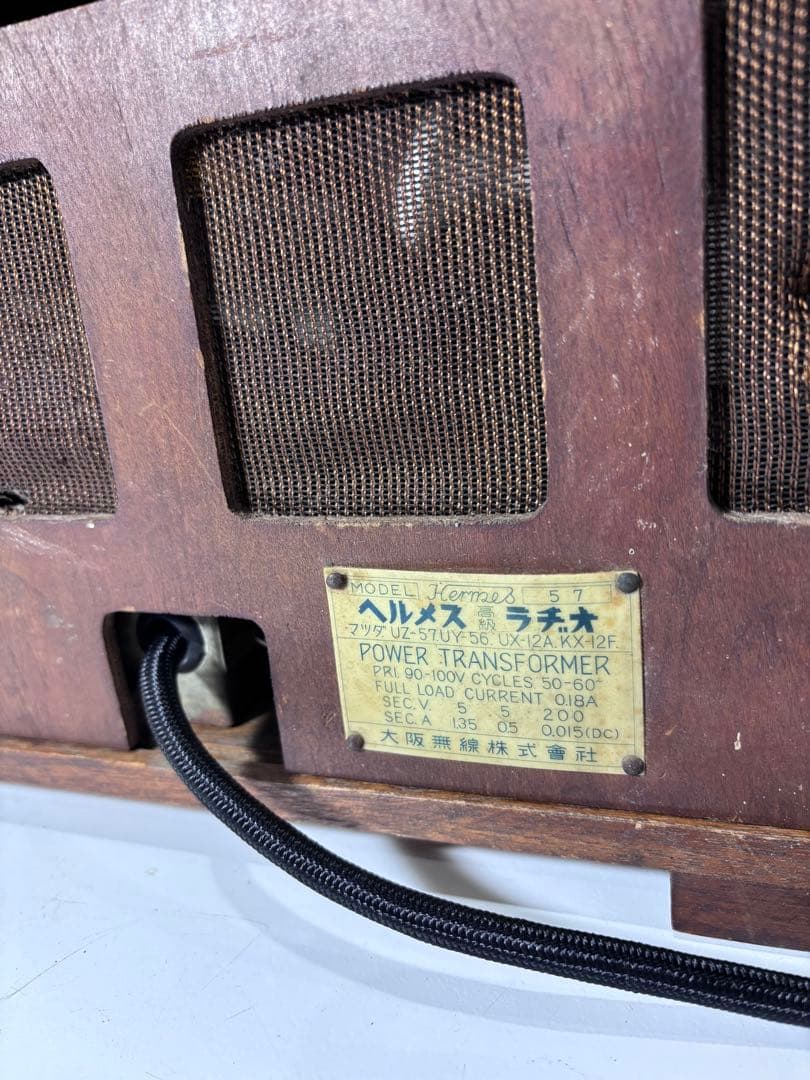 MODEL Hermes 57
ヘルメス 高級 ラヂオ
マツダ UZ-57.UY-56.UX-12A.KX-12F.
POWER TRANSFORMER
PRI. 90-100V CYCLES 50-60~
FULL LOAD CURRENT 0.18A
SEC. V. 5 5 200
SEC. A 1.35 0.5 0.015(DC)
大阪無線株式會社